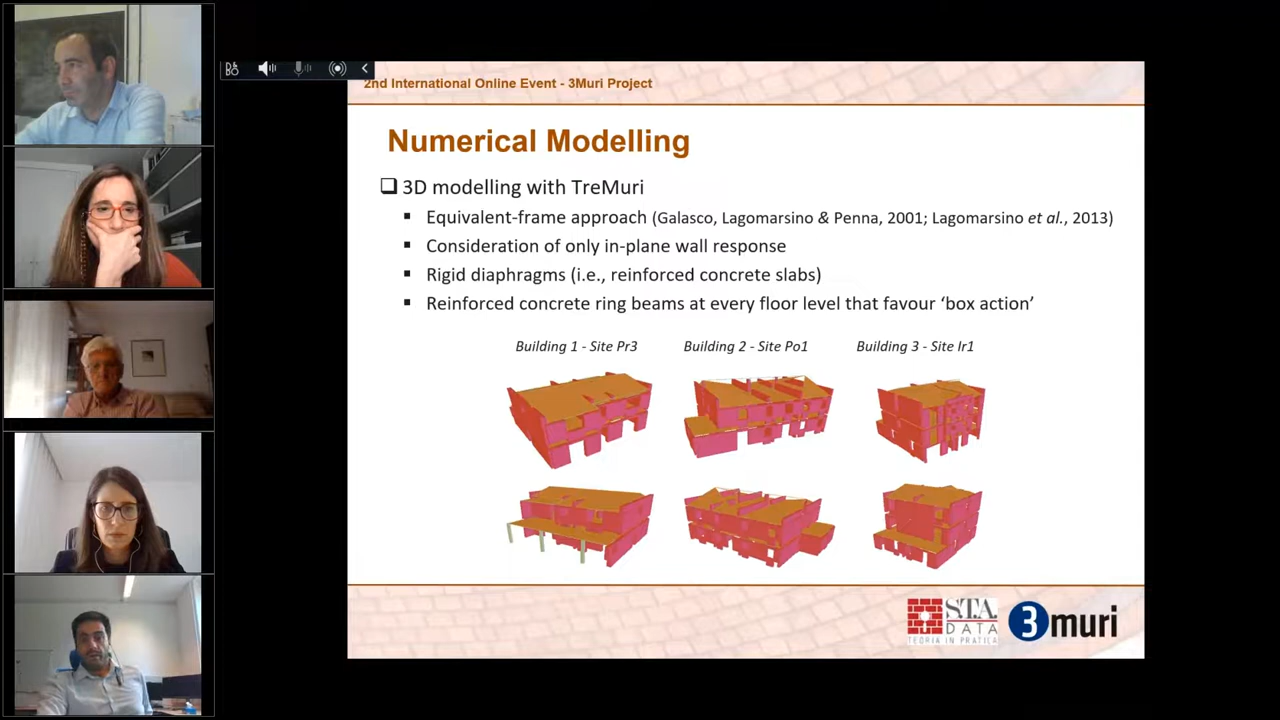 2nd International Online Event - 3Muri Project
Numerical Modelling
3D modelling with TreMuri
Equivalent-frame approach (Galasco, Lagomarsino & Penna, 2001; Lagomarsino et al., 2013)
Consideration of only in-plane wall response
Rigid diaphragms (i.e., reinforced concrete slabs)
Reinforced concrete ring beams at every floor level that favour ‘box action’
Building 1 - Site Pr3
Building 2 - Site Po1
Building 3 - Site Ir1
S.T.A.
DATA
TEORIA IN PRATICA
3muri